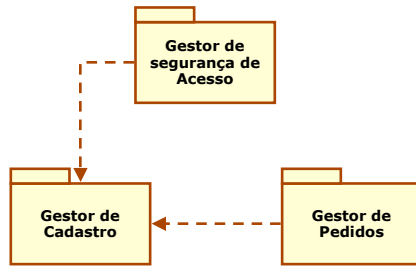 Gestor de
segurança de
Acesso
Gestor de
Cadastro
Gestor de
Pedidos